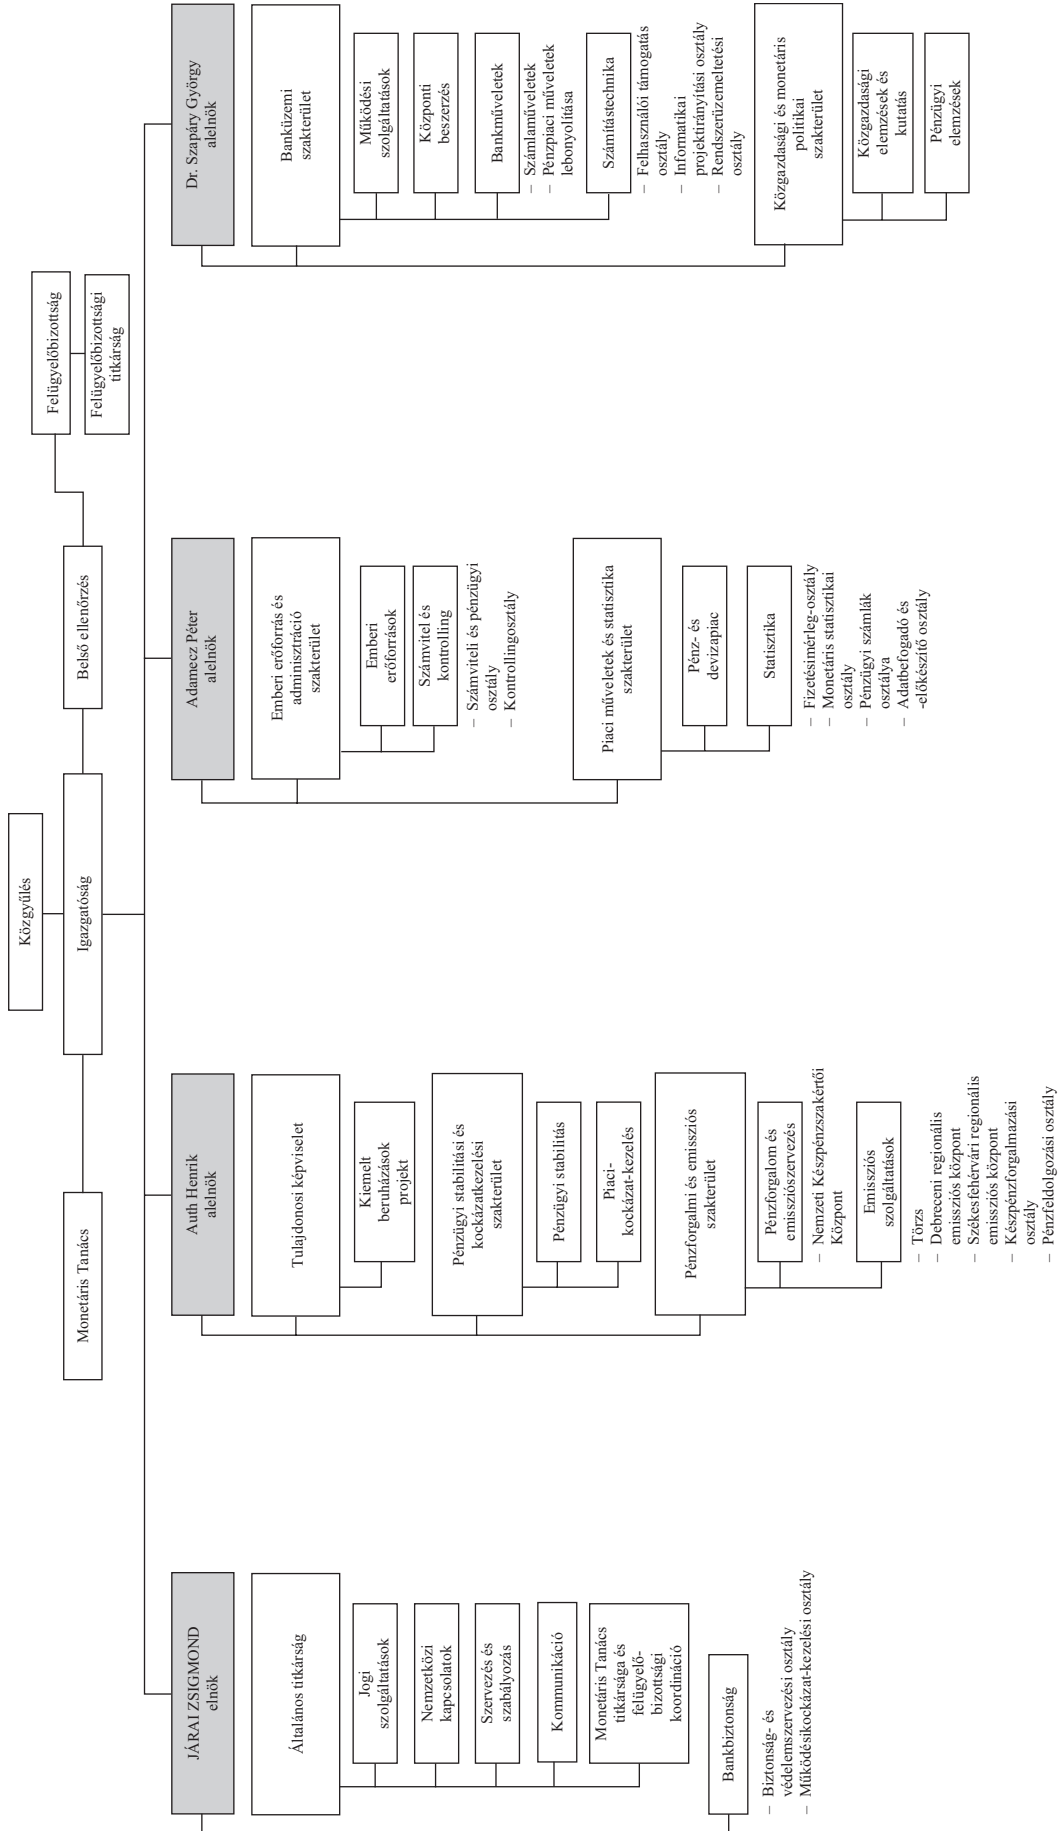 Közgyűlés
Monetáris Tanács
Igazgatóság
Belső ellenőrzés
Felügyelőbizottság
Felügyelőbizottsági
titkárság
JÁRAI ZSIGMOND
elnök
Általános titkárság
Jogi
szolgáltatások
Nemzetközi
kapcsolatok
Szervezés és
szabályozás
Kommunikáció
Monetáris Tanács
titkársága és
felügyelő-
bizottsági
koordináció
Bankbiztonság
– Biztonság- és
védelemszervezési osztály
– Működésikockázat-kezelési osztály
Auth Henrik
alelnök
Tulajdonosi képviselet
Kiemelt
beruházások
projekt
Pénzügyi stabilitási és
kockázatkezelési
szakterület
Pénzügyi stabilitás
Piaci-
kockázat-kezelés
Pénzforgalmi és emissziós
szakterület
Pénzforgalom és
emissziószervezés
– Nemzeti Készpénzszakértői
Központ
Emissziós
szolgáltatások
– Törzs
– Debreceni regionális
emissziós központ
– Székesfehérvári regionális
emissziós központ
– Készpénzforgalmazási
osztály
– Pénzfeldolgozási osztály
Adamecz Péter
alelnök
Emberi erőforrás és
adminisztráció
szakterület
Emberi
erőforrások
Számvitel és
kontrolling
– Számviteli és pénzügyi
osztály
– Kontrollingosztály
Piaci műveletek és statisztika
szakterület
Pénz- és
devizapiac
Statisztika
– Fizetésimérleg-osztály
– Monetáris statisztikai
osztály
– Pénzügyi számlák
osztálya
– Adatbefogadó és
-előkészítő osztály
Dr. Szapáry György
alelnök
Banküzemi
szakterület
Működési
szolgáltatások
Központi
beszerzés
Bankműveletek
– Számlaműveletek
– Pénzpiaci műveletek
lebonyolítása
Számítástechnika
– Felhasználói támogatás
osztály
– Informatikai
projektirányítási osztály
– Rendszerüzemeltetési
osztály
Közgazdasági és monetáris
politikai
szakterület
Közgazdasági
elemzések és
kutatás
Pénzügyi
elemzések